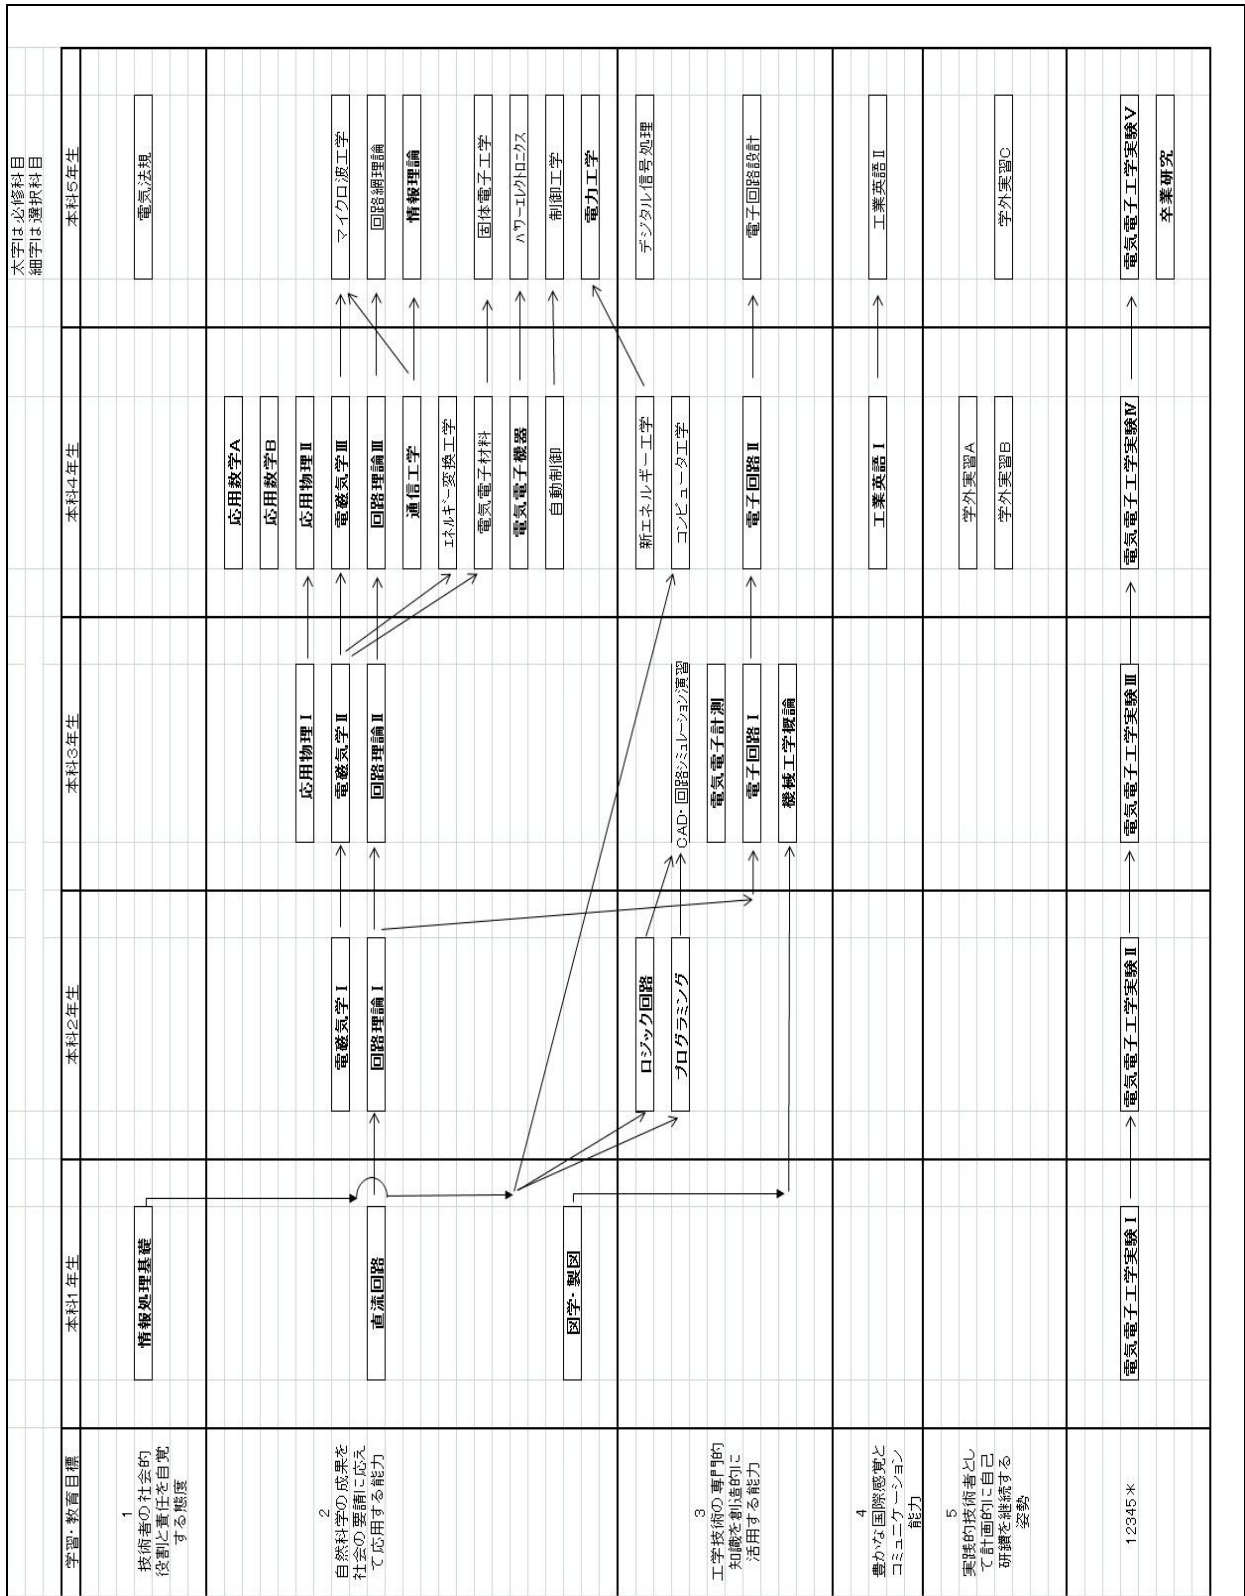 太字は必修科目
細字は選択科目
学習・教育目標
本科1年生
本科2年生
本科3年生
本科4年生
本科5年生
1
技術者の社会的
役割と責任を自覚
する態度
情報処理基礎
電気法規
2
自然科学の成果を
社会の要請に応え
て応用する能力
応用数学A
応用数学B
応用物理Ⅰ
応用物理Ⅱ
電磁気学Ⅰ
電磁気学Ⅱ
電磁気学Ⅲ
マイクロ波工学
直流回路
回路理論Ⅰ
回路理論Ⅱ
回路理論Ⅲ
回路網理論
通信工学
情報理論
エネルギー変換工学
電気電子材料
固体電子工学
電気電子機器
パワーエレクトロニクス
自動制御
制御工学
図学・製図
電力工学
3
工学技術の専門的
知識を創造的に
活用する能力
ロジック回路
新エネルギー工学
デジタル信号処理
プログラミング
CAD・回路シミュレーション演習
コンピュータ工学
電気電子計測
電子回路Ⅰ
電子回路Ⅱ
電子回路設計
機械工学概論
4
豊かな国際感覚と
コミュニケーション
能力
工業英語Ⅰ
工業英語Ⅱ
5
実践的技術者とし
て計画的に自己
研鑽を継続する
姿勢
学外実習A
学外実習B
学外実習C
12345＊
電気電子工学実験Ⅰ
電気電子工学実験Ⅱ
電気電子工学実験Ⅲ
電気電子工学実験Ⅳ
電気電子工学実験Ⅴ
卒業研究